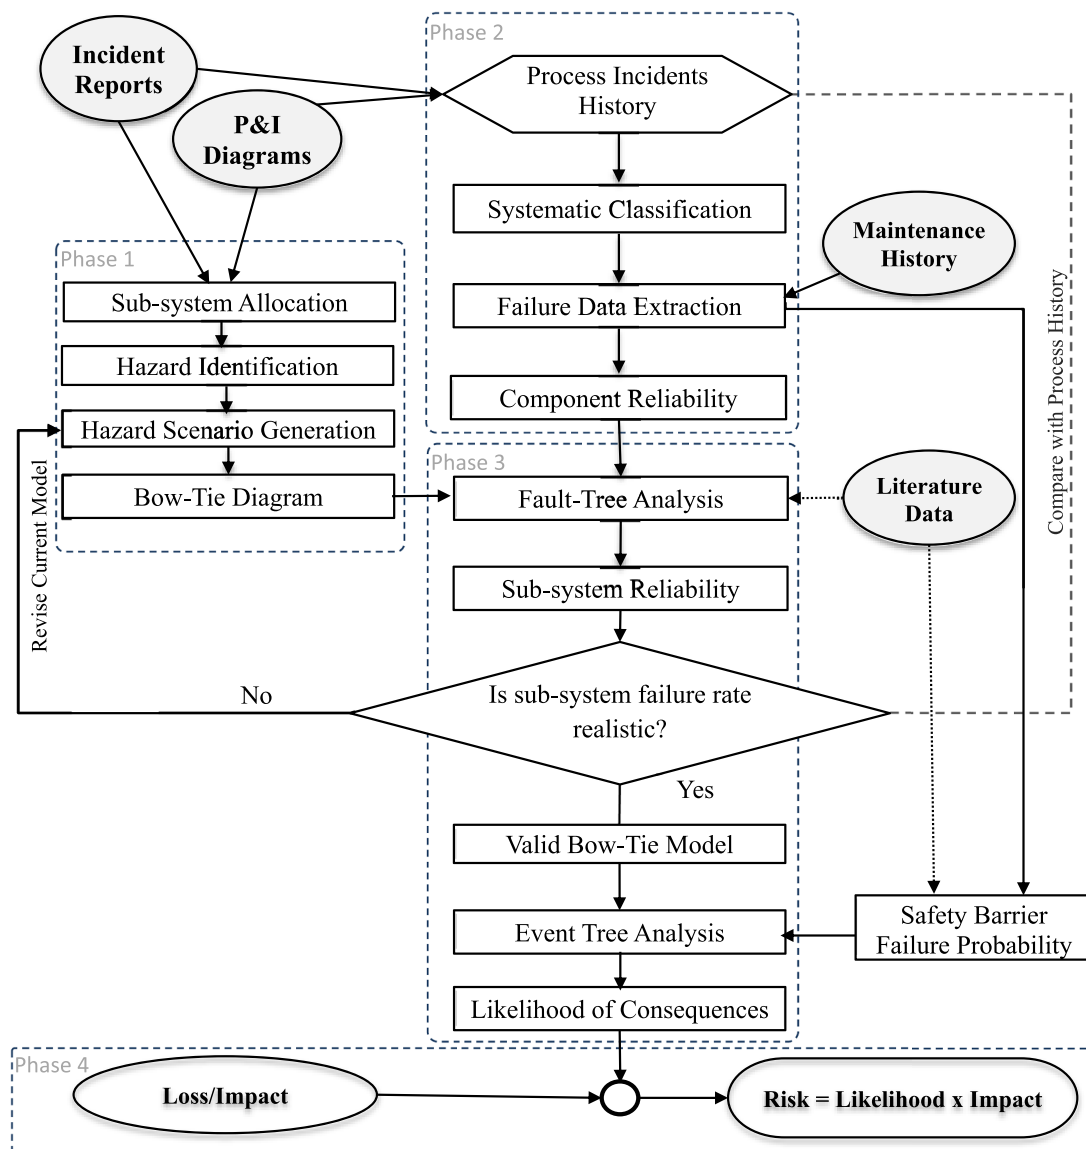 Phase 2
Incident
Reports
Process Incidents
History
P&I
Diagrams
Systematic Classification
Maintenance
History
Phase 1
Sub-system Allocation
Failure Data Extraction
Hazard Identification
Component Reliability
Hazard Scenario Generation
Compare with Process History
Phase 3
Bow-Tie Diagram
Fault-Tree Analysis
Literature
Data
Revise Current Model
Sub-system Reliability
No
Is sub-system failure rate
realistic?
Yes
Valid Bow-Tie Model
Event Tree Analysis
Safety Barrier
Failure Probability
Likelihood of Consequences
Phase 4
Loss/Impact
Risk = Likelihood x Impact